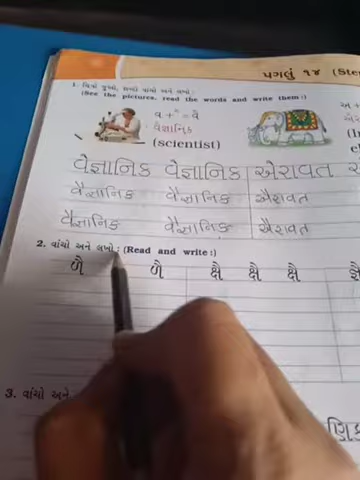 પગલું ૧૪ (Ste
1. ચિત્રો જુઓ, શબ્દો વાંચો અને લખો :
(See the pictures, read the words and write them :)
વ + ૈ = વૈ
વૈજ્ઞાનિક
(scientist)
વૈજ્ઞાનિક વૈજ્ઞાનિક ઐરાવત
વૈજ્ઞાનિક વૈજ્ઞાનિક ઐરાવત
વૈજ્ઞાનિક વૈજ્ઞાનિક ઐરાવત
2. વાંચો અને લખો : (Read and write :)
ળૈ ળૈ ક્ષૈ ક્ષૈ ક્ષૈ
3. વાંચો અને